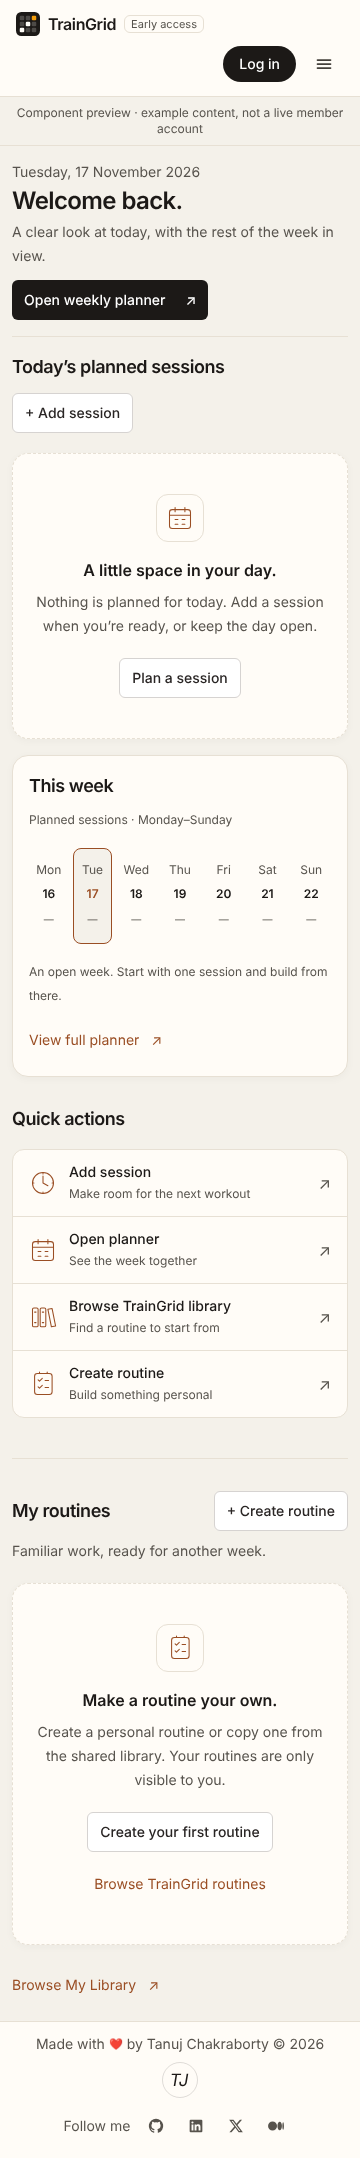 TrainGrid Early access
Log in
Component preview · example content, not a live member
account
Tuesday, 17 November 2026
Welcome back.
A clear look at today, with the rest of the week in
view.
Open weekly planner
Today’s planned sessions
+ Add session
A little space in your day.
Nothing is planned for today. Add a session
when you’re ready, or keep the day open.
Plan a session
This week
Planned sessions · Monday–Sunday
Mon Tue Wed Thu Fri Sat Sun
16 17 18 19 20 21 22
— — — — — — —
An open week. Start with one session and build from
there.
View full planner
Quick actions
Add session
Make room for the next workout
Open planner
See the week together
Browse TrainGrid library
Find a routine to start from
Create routine
Build something personal
My routines
+ Create routine
Familiar work, ready for another week.
Make a routine your own.
Create a personal routine or copy one from
the shared library. Your routines are only
visible to you.
Create your first routine
Browse TrainGrid routines
Browse My Library
Made with ❤️ by Tanuj Chakraborty © 2026
TJ
Follow me